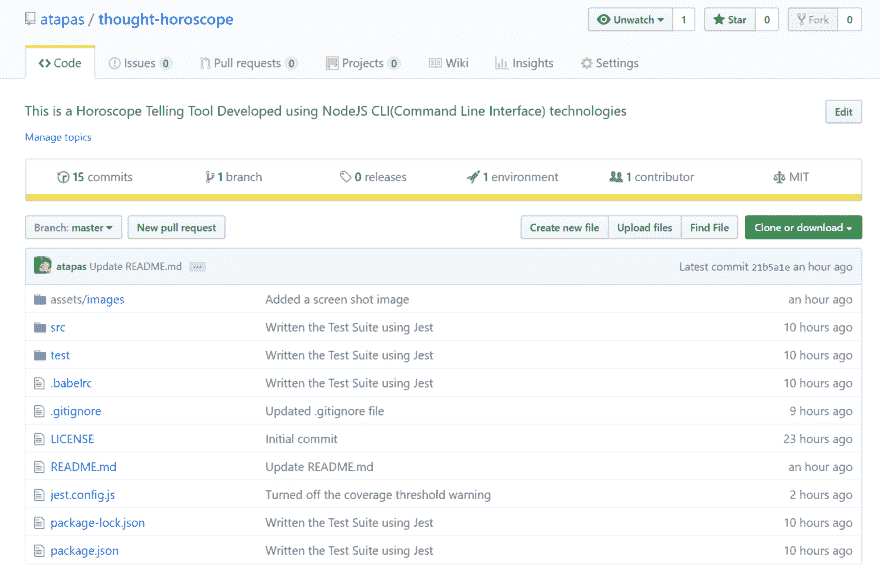 atapas / thought-horoscope
Unwatch 1 Star 0 Fork 0
Code Issues 0 Pull requests 0 Projects 0 Wiki Insights Settings
This is a Horoscope Telling Tool Developed using NodeJS CLI(Command Line Interface) technologies
Edit
Manage topics
15 commits 1 branch 0 releases 1 environment 1 contributor MIT
Branch: master New pull request Create new file Upload files Find File Clone or download
atapas Update README.md ... Latest commit 21b5a1e an hour ago
assets/images Added a screen shot image an hour ago
src Written the Test Suite using Jest 10 hours ago
test Written the Test Suite using Jest 10 hours ago
.babelrc Written the Test Suite using Jest 10 hours ago
.gitignore Updated .gitignore file 9 hours ago
LICENSE Initial commit 23 hours ago
README.md Update README.md an hour ago
jest.config.js Turned off the coverage threshold warning 2 hours ago
package-lock.json Written the Test Suite using Jest 10 hours ago
package.json Written the Test Suite using Jest 10 hours ago